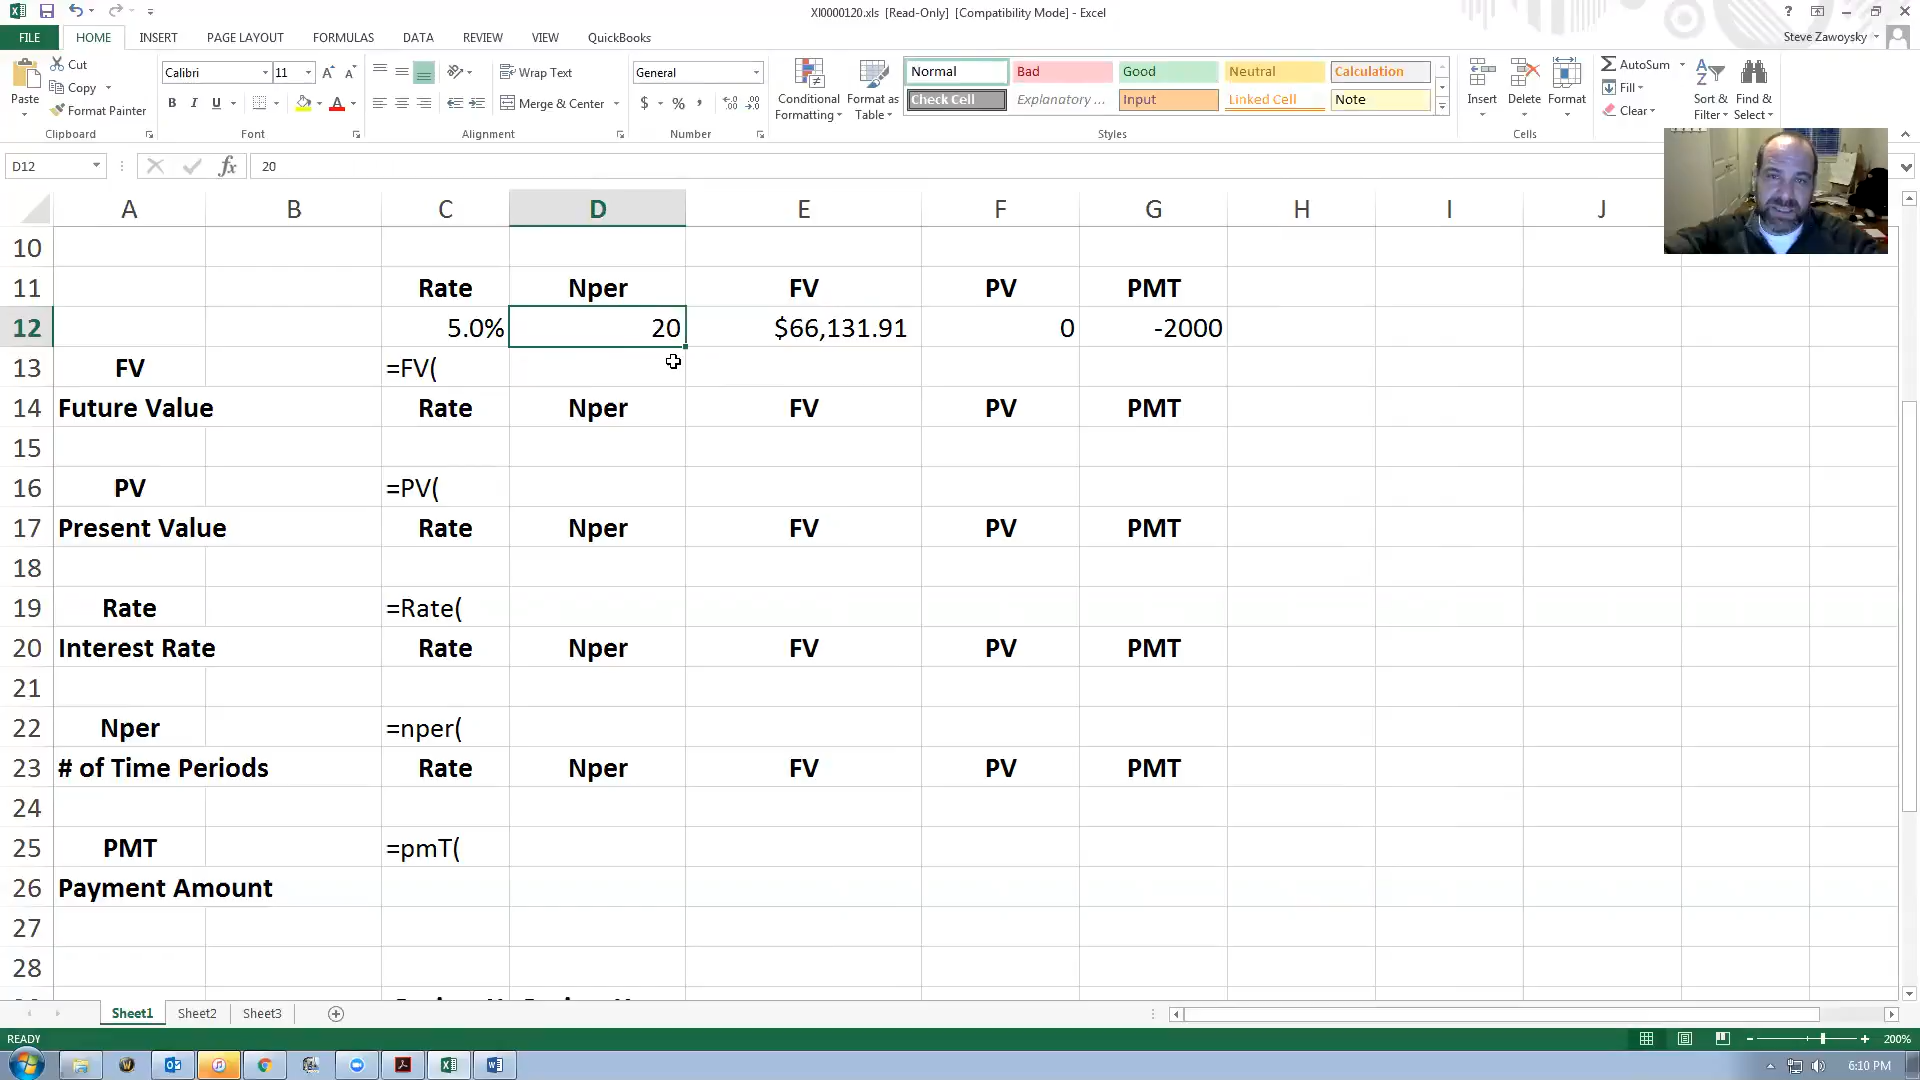 XI0000120.xls [Read-Only] [Compatibility Mode] - Excel
?
FILE HOME INSERT PAGE LAYOUT FORMULAS DATA REVIEW VIEW QuickBooks Steve Zawoysky
Paste Cut Copy Format Painter
Clipboard
Calibri 11
B I U A
Font
Wrap Text
Merge & Center
Alignment
General
$ % ,
Number
Conditional Formatting
Format as Table
Normal Bad Good Neutral Calculation
Check Cell Explanatory ... Input Linked Cell Note
Styles
Insert Delete Format
Cells
AutoSum
Fill
Clear
Sort & Filter
Find & Select
D12 fx 20
A B C D E F G H I J
10
11 Rate Nper FV PV PMT
12 5.0% 20 $66,131.91 0 -2000
13 FV =FV(
14 Future Value Rate Nper FV PV PMT
15
16 PV =PV(
17 Present Value Rate Nper FV PV PMT
18
19 Rate =Rate(
20 Interest Rate Rate Nper FV PV PMT
21
22 Nper =nper(
23 # of Time Periods Rate Nper FV PV PMT
24
25 PMT =pmT(
26 Payment Amount
27
28
Sheet1 Sheet2 Sheet3
READY 200%
6:10 PM